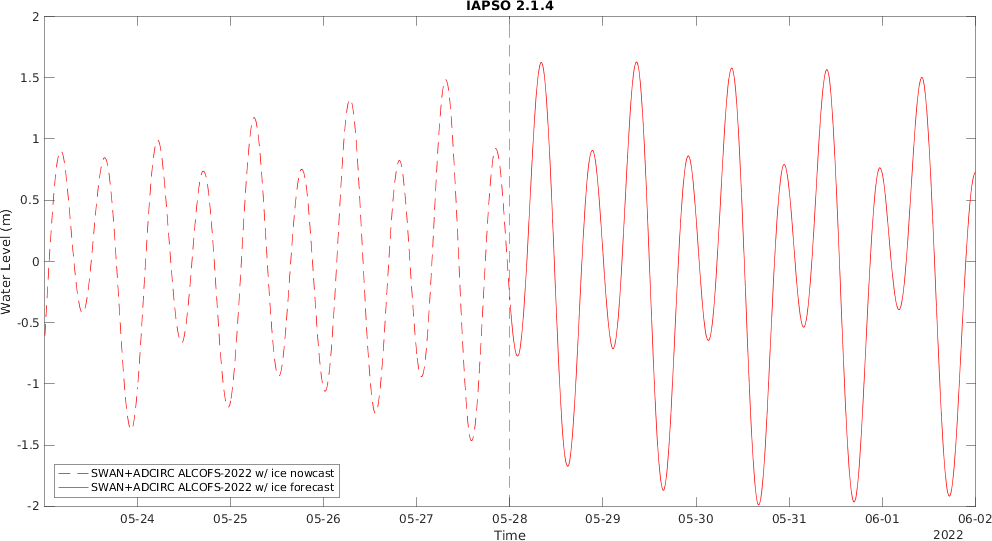 IAPSO 2.1.4
2
1.5
1
0.5
0
-0.5
-1
-1.5
-2
Water Level (m)
SWAN+ADCIRC ALCOFS-2022 w/ ice nowcast
SWAN+ADCIRC ALCOFS-2022 w/ ice forecast
05-24 05-25 05-26 05-27 05-28 05-29 05-30 05-31 06-01 06-02
Time
2022